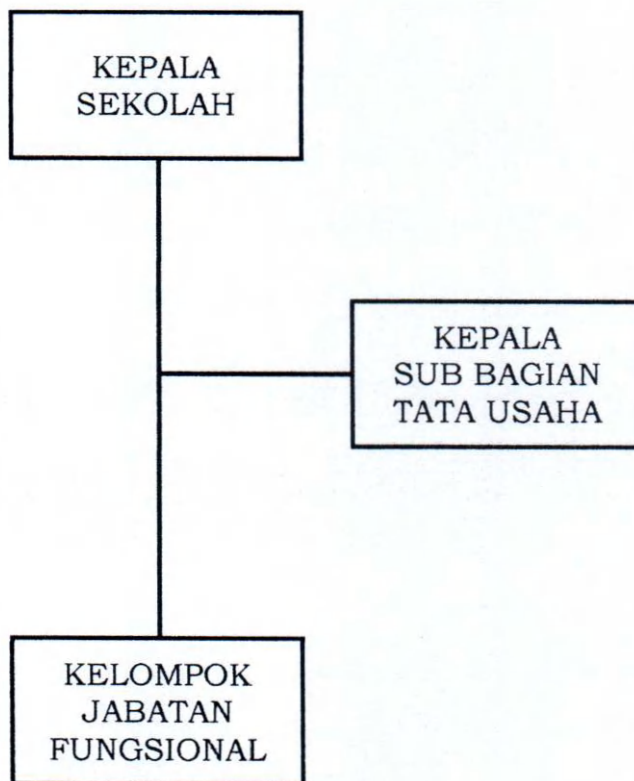 KEPALA
SEKOLAH
KEPALA
SUB BAGIAN
TATA USAHA
KELOMPOK
JABATAN
FUNGSIONAL